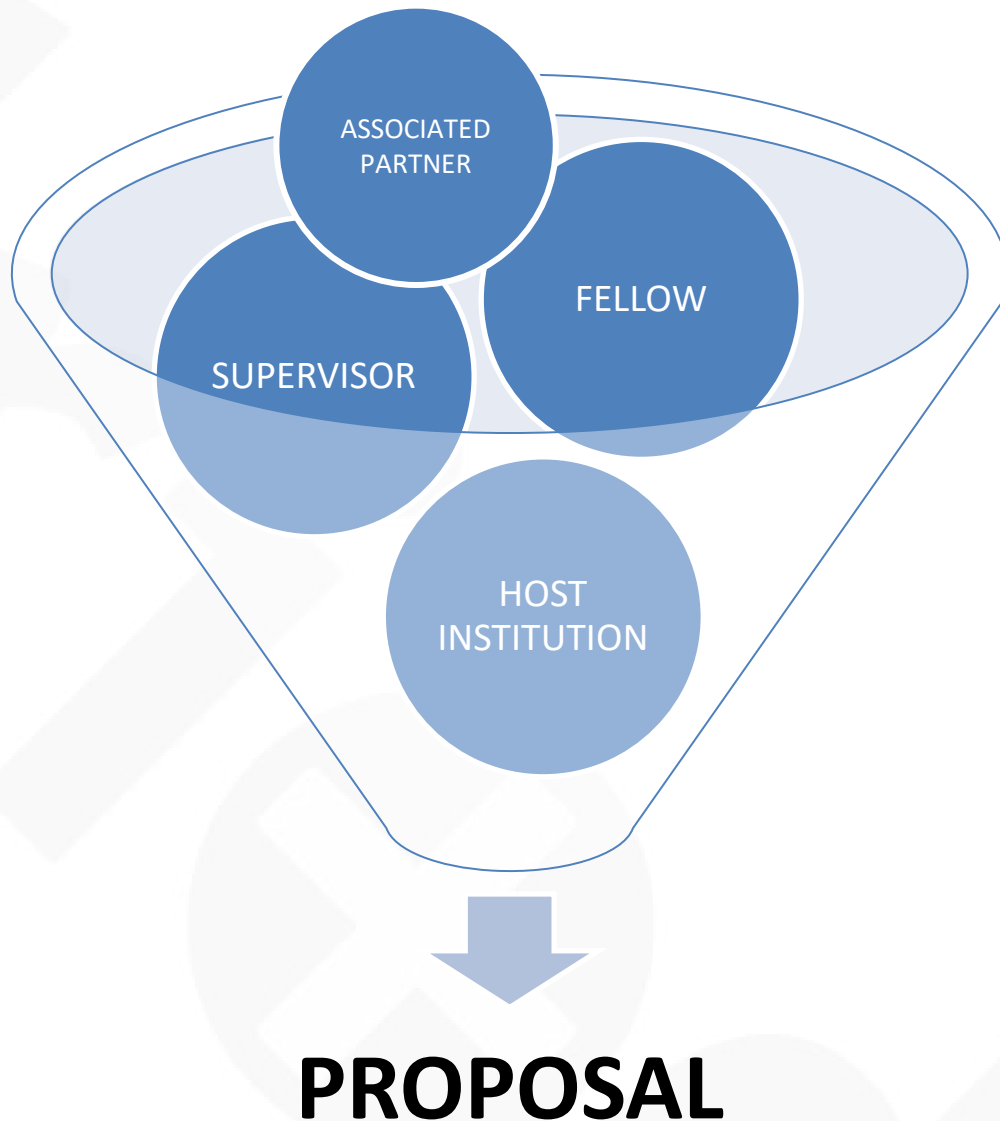 ASSOCIATED
PARTNER
FELLOW
SUPERVISOR
HOST
INSTITUTION
PROPOSAL